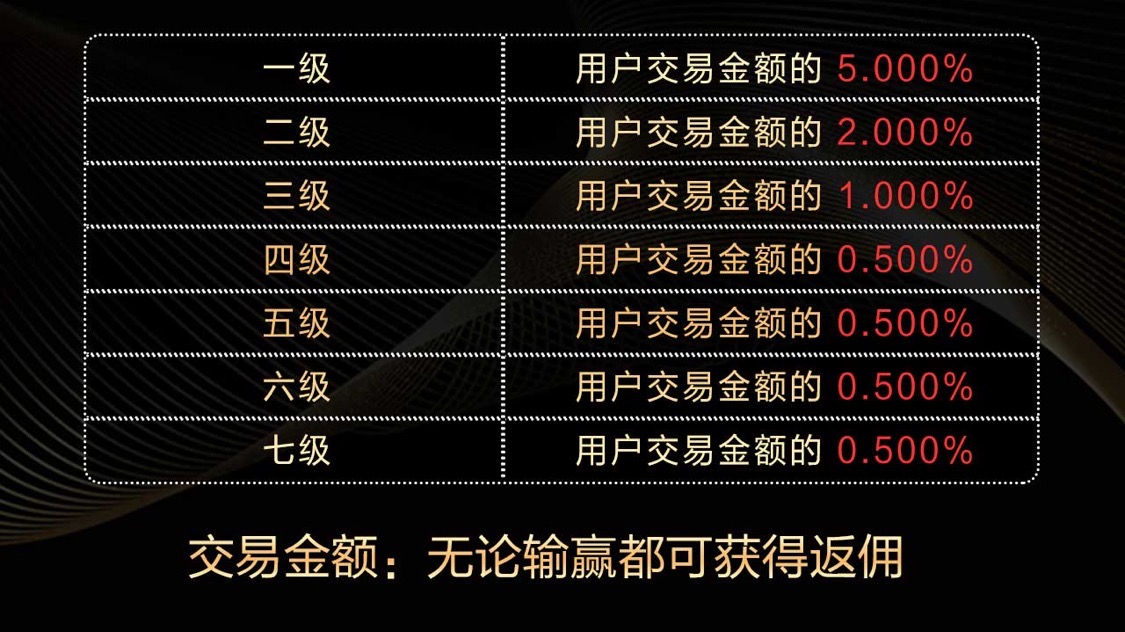 一级 用户交易金额的 5.000%
二级 用户交易金额的 2.000%
三级 用户交易金额的 1.000%
四级 用户交易金额的 0.500%
五级 用户交易金额的 0.500%
六级 用户交易金额的 0.500%
七级 用户交易金额的 0.500%
交易金额：无论输赢都可获得返佣